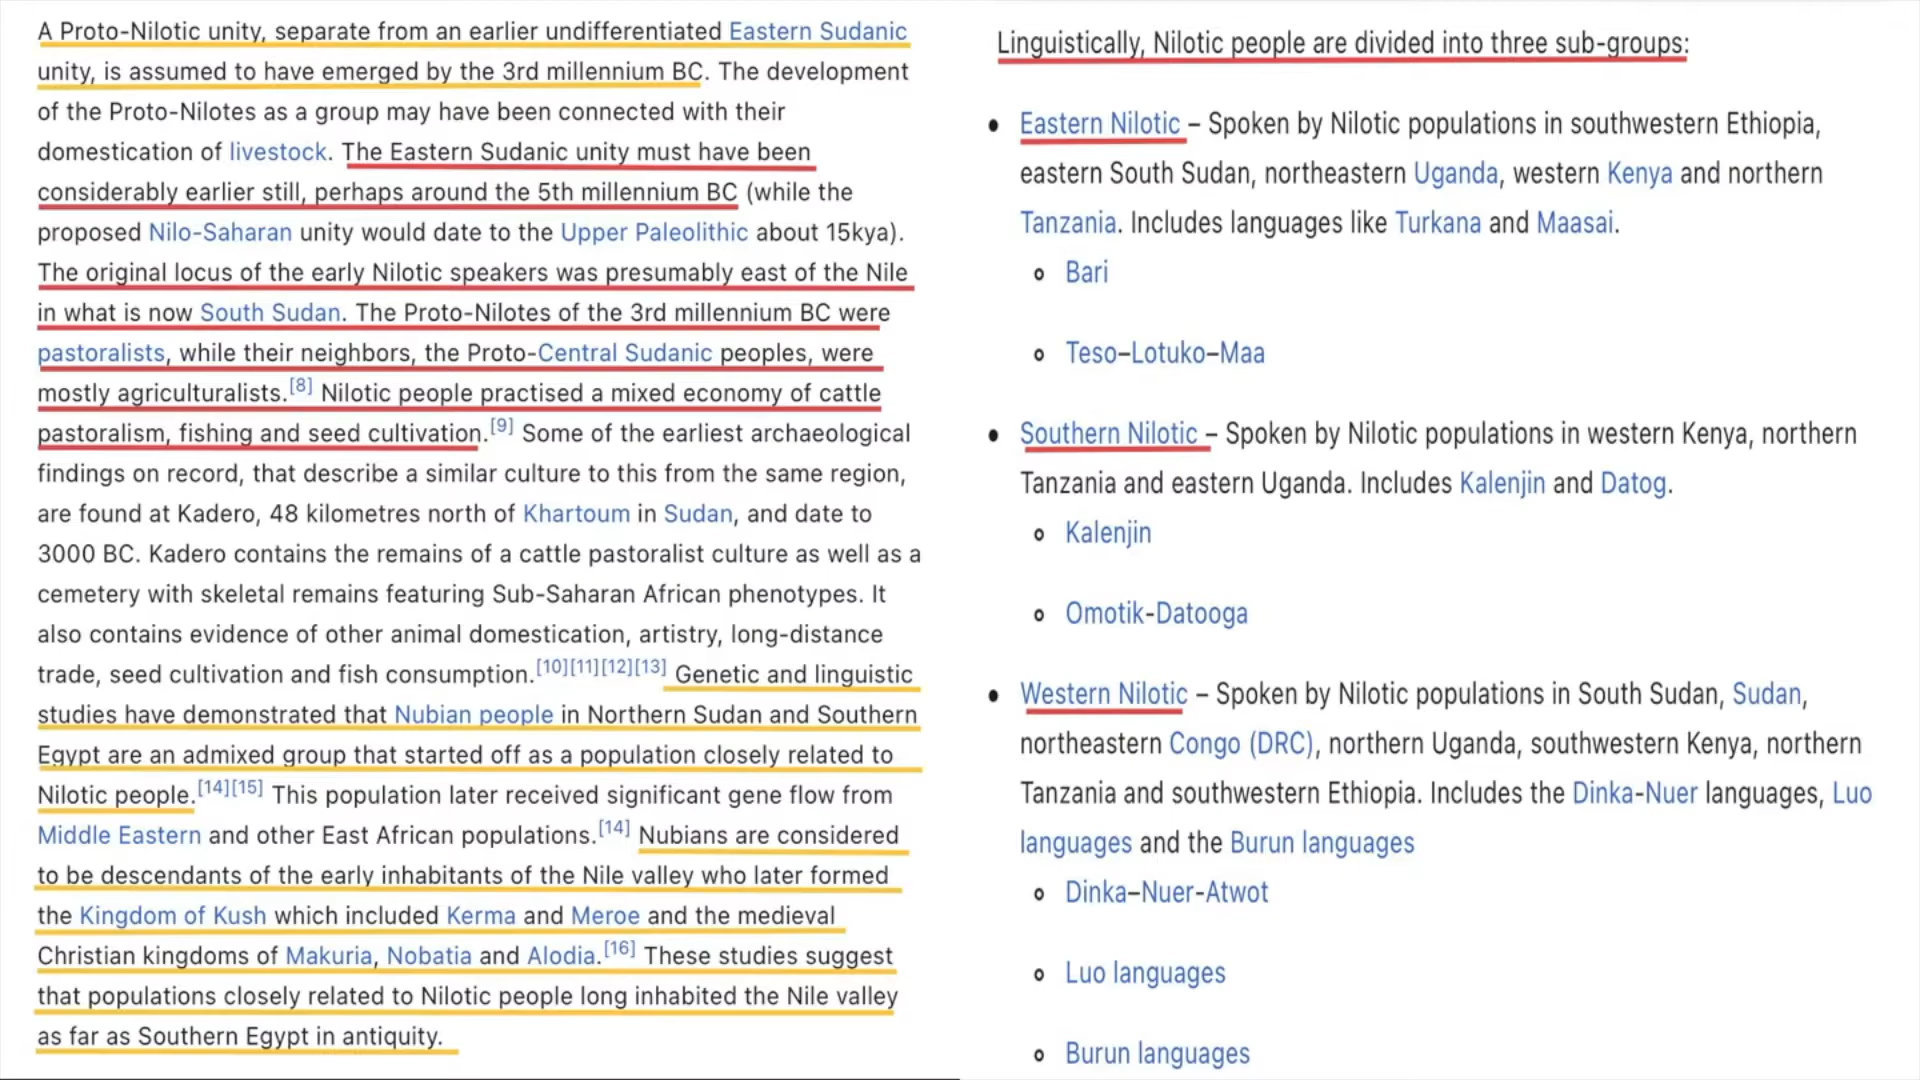 A Proto-Nilotic unity, separate from an earlier undifferentiated Eastern Sudanic
unity, is assumed to have emerged by the 3rd millennium BC. The development
of the Proto-Nilotes as a group may have been connected with their
domestication of livestock. The Eastern Sudanic unity must have been
considerably earlier still, perhaps around the 5th millennium BC (while the
proposed Nilo-Saharan unity would date to the Upper Paleolithic about 15kya).
The original locus of the early Nilotic speakers was presumably east of the Nile
in what is now South Sudan. The Proto-Nilotes of the 3rd millennium BC were
pastoralists, while their neighbors, the Proto-Central Sudanic peoples, were
mostly agriculturalists.[8] Nilotic people practised a mixed economy of cattle
pastoralism, fishing and seed cultivation.[9] Some of the earliest archaeological
findings on record, that describe a similar culture to this from the same region,
are found at Kadero, 48 kilometres north of Khartoum in Sudan, and date to
3000 BC. Kadero contains the remains of a cattle pastoralist culture as well as a
cemetery with skeletal remains featuring Sub-Saharan African phenotypes. It
also contains evidence of other animal domestication, artistry, long-distance
trade, seed cultivation and fish consumption.[10][11][12][13] Genetic and linguistic
studies have demonstrated that Nubian people in Northern Sudan and Southern
Egypt are an admixed group that started off as a population closely related to
Nilotic people.[14][15] This population later received significant gene flow from
Middle Eastern and other East African populations.[14] Nubians are considered
to be descendants of the early inhabitants of the Nile valley who later formed
the Kingdom of Kush which included Kerma and Meroe and the medieval
Christian kingdoms of Makuria, Nobatia and Alodia.[16] These studies suggest
that populations closely related to Nilotic people long inhabited the Nile valley
as far as Southern Egypt in antiquity.
Linguistically, Nilotic people are divided into three sub-groups:
• Eastern Nilotic – Spoken by Nilotic populations in southwestern Ethiopia,
eastern South Sudan, northeastern Uganda, western Kenya and northern
Tanzania. Includes languages like Turkana and Maasai.
◦ Bari
◦ Teso–Lotuko–Maa
• Southern Nilotic – Spoken by Nilotic populations in western Kenya, northern
Tanzania and eastern Uganda. Includes Kalenjin and Datog.
◦ Kalenjin
◦ Omotik-Datooga
• Western Nilotic – Spoken by Nilotic populations in South Sudan, Sudan,
northeastern Congo (DRC), northern Uganda, southwestern Kenya, northern
Tanzania and southwestern Ethiopia. Includes the Dinka-Nuer languages, Luo
languages and the Burun languages
◦ Dinka–Nuer-Atwot
◦ Luo languages
◦ Burun languages